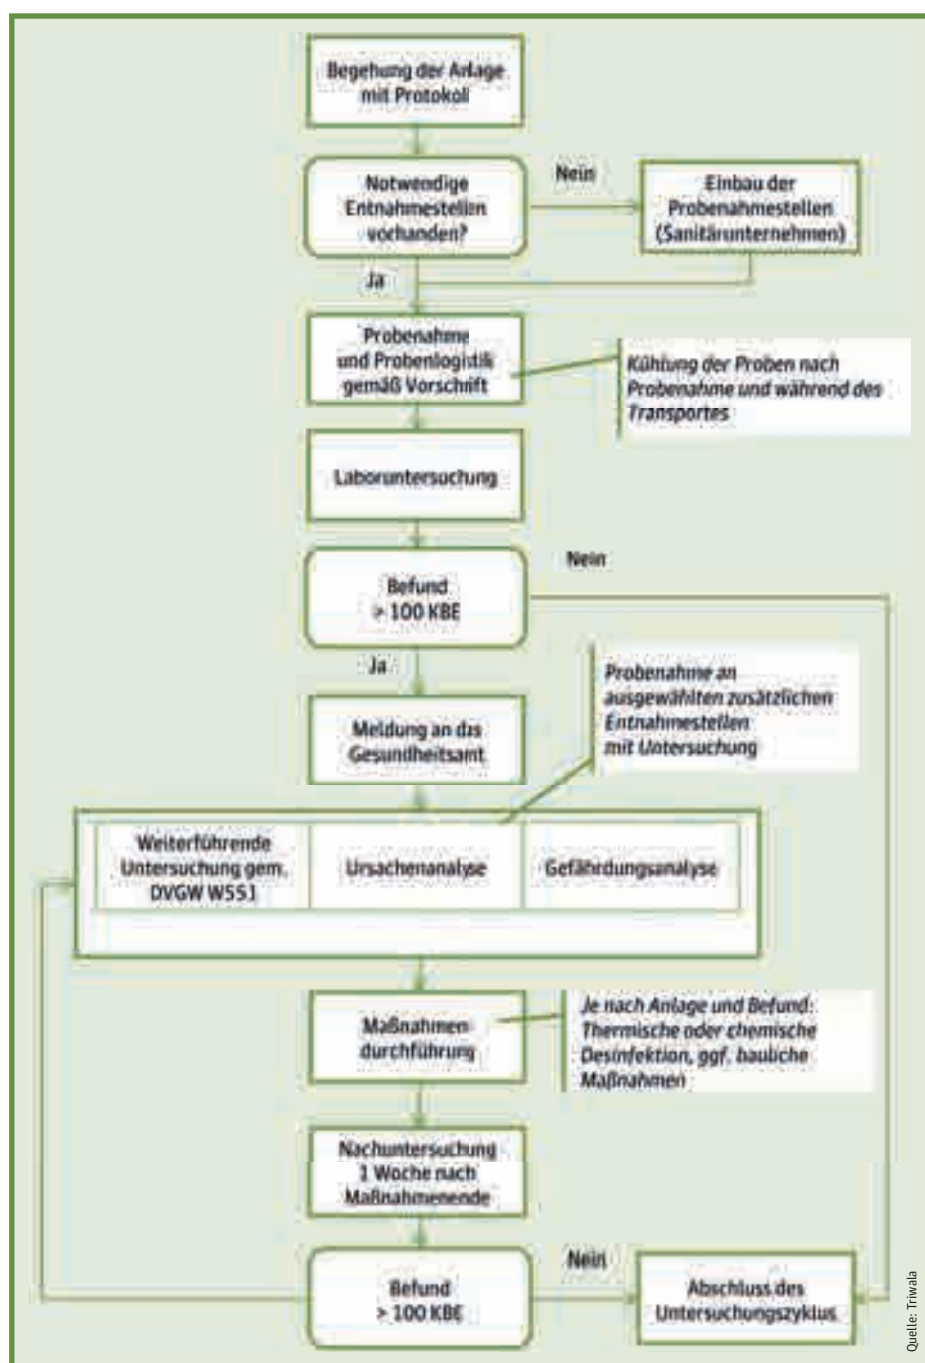 Begehung der Anlage
mit Protokoll
Notwendige
Entnahmestellen
vorhanden?
Nein
Einbau der
Probenahmestellen
(Sanitärunternehmen)
Ja
Probenahme
und Probenlogistik
gemäß Vorschrift
Kühlung der Proben nach
Probenahme und während des
Transportes
Laboruntersuchung
Befund
> 100 KBE
Nein
Ja
Probenahme an
ausgewählten zusätzlichen
Entnahmestellen
mit Untersuchung
Meldung an das
Gesundheitsamt
Weiterführende
Untersuchung gem.
DVGW W551
Ursachenanalyse
Gefährdungsanalyse
Maßnahmen-
durchführung
Je nach Anlage und Befund:
Thermische oder chemische
Desinfektion, ggf. bauliche
Maßnahmen
Nachuntersuchung
1 Woche nach
Maßnahmenende
Befund
> 100 KBE
Nein
Abschluss des
Untersuchungszyklus
Quelle: Triwala